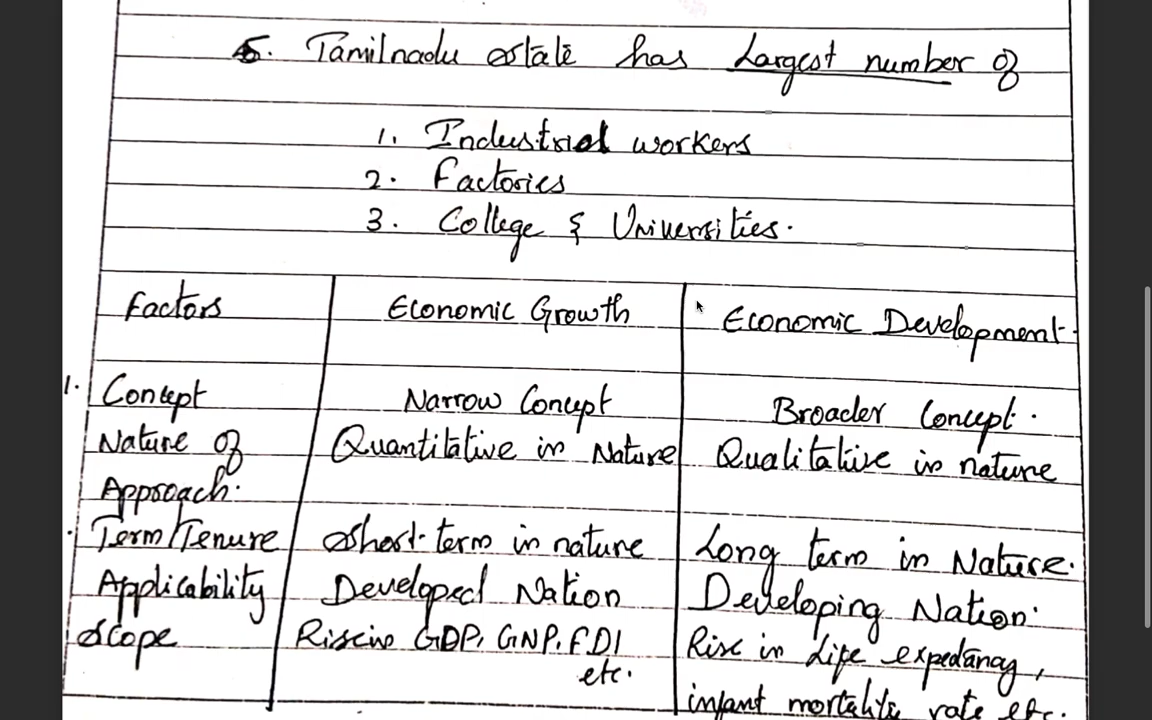 5. Tamilnadu state has Largest number of
1. Industrial workers
2. Factories
3. College & Universities.
Factors Economic Growth Economic Development.
1. Concept Narrow Concept Broader Concept.
Nature of Quantitative in Nature Qualitative in nature
Approach.
Term/Tenure Short-term in nature Long term in Nature.
Applicability Developed Nation Developing Nation.
Scope Rise in GDP, GNP, FDI Rise in Life expectancy,
etc. infant mortality rate etc.